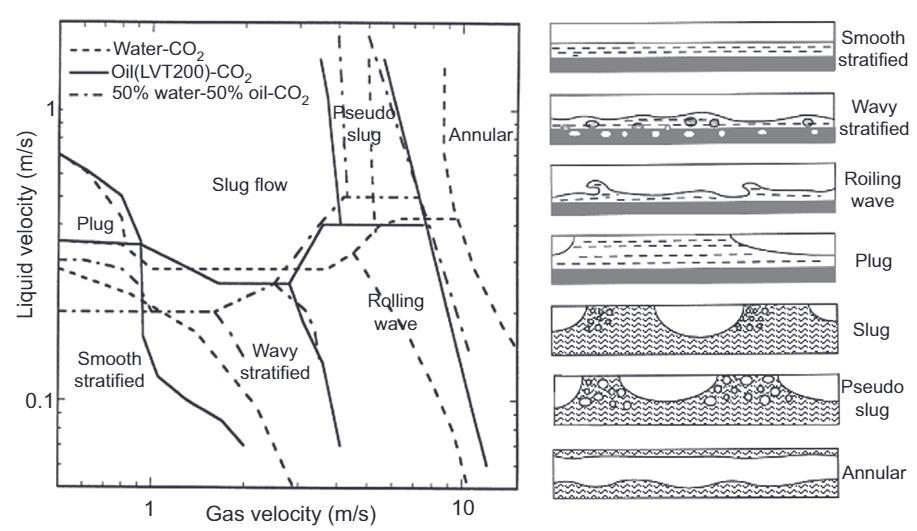 Water-CO2
Oil(LVT200)-CO2
50% water-50% oil-CO2
Pseudo
slug
Annular
Slug flow
Plug
Rolling
wave
Wavy
stratified
Smooth
stratified
1
0.1
Liquid velocity (m/s)
1
10
Gas velocity (m/s)
Smooth
stratified
Wavy
stratified
Roiling
wave
Plug
Slug
Pseudo
slug
Annular